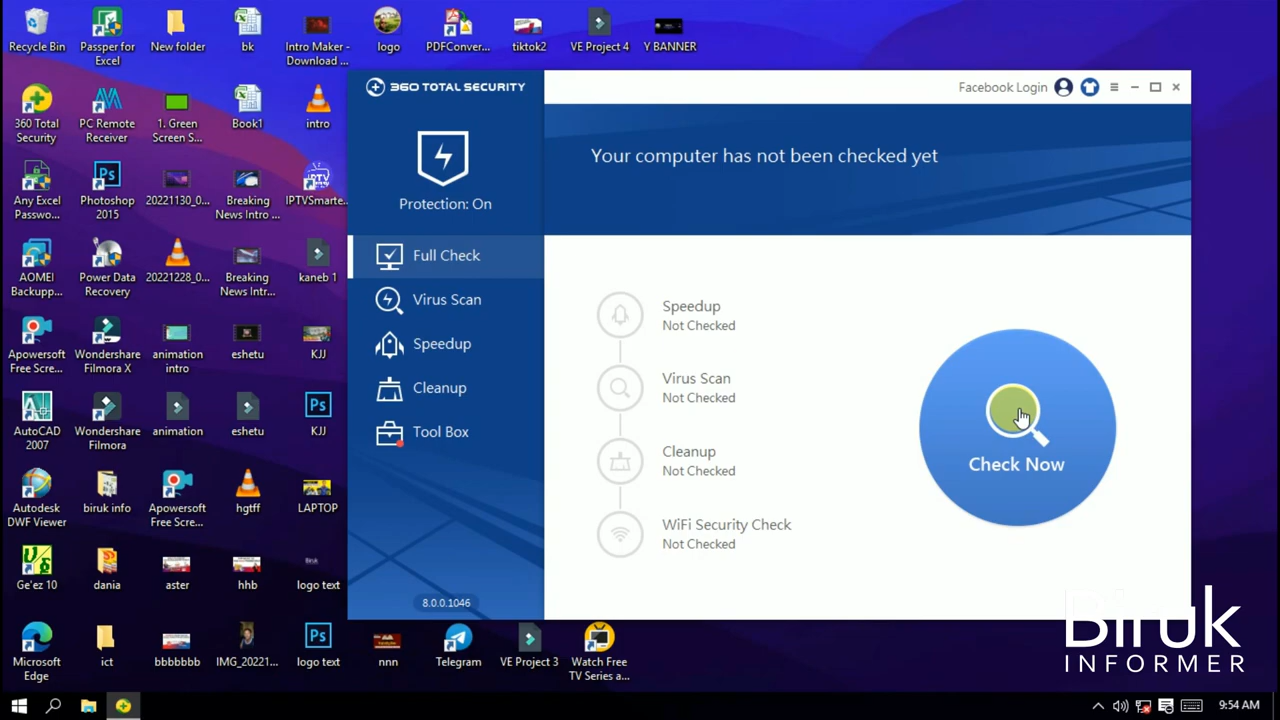 Recycle Bin
Passper for
Excel
New folder
bk
Intro Maker -
Download ...
logo
PDFConver...
tiktok2
VE Project 4
Y BANNER
360 Total
Security
PC Remote
Receiver
1. Green
Screen S...
Book1
intro
Any Excel
Passwo...
Photoshop
2015
20221130_0...
Breaking
News Intro ...
IPTVSmarte...
AOMEI
Backupp...
Power Data
Recovery
20221228_0...
Breaking
News Intr...
kaneb 1
Apowersoft
Free Scre...
Wondershare
Filmora X
animation
intro
eshetu
KJJ
AutoCAD
2007
Wondershare
Filmora
animation
eshetu
KJJ
Autodesk
DWF Viewer
biruk info
Apowersoft
Free Scre...
hgtff
LAPTOP
Ge'ez 10
dania
aster
hhb
logo text
Microsoft
Edge
ict
bbbbbbb
IMG_20221...
logo text
nnn
Telegram
VE Project 3
Watch Free
TV Series a...
360 TOTAL SECURITY
Facebook Login
Protection: On
Full Check
Virus Scan
Speedup
Cleanup
Tool Box
8.0.0.1046
Your computer has not been checked yet
Speedup
Not Checked
Virus Scan
Not Checked
Cleanup
Not Checked
WiFi Security Check
Not Checked
Check Now
Biruk
INFORMER
9:54 AM